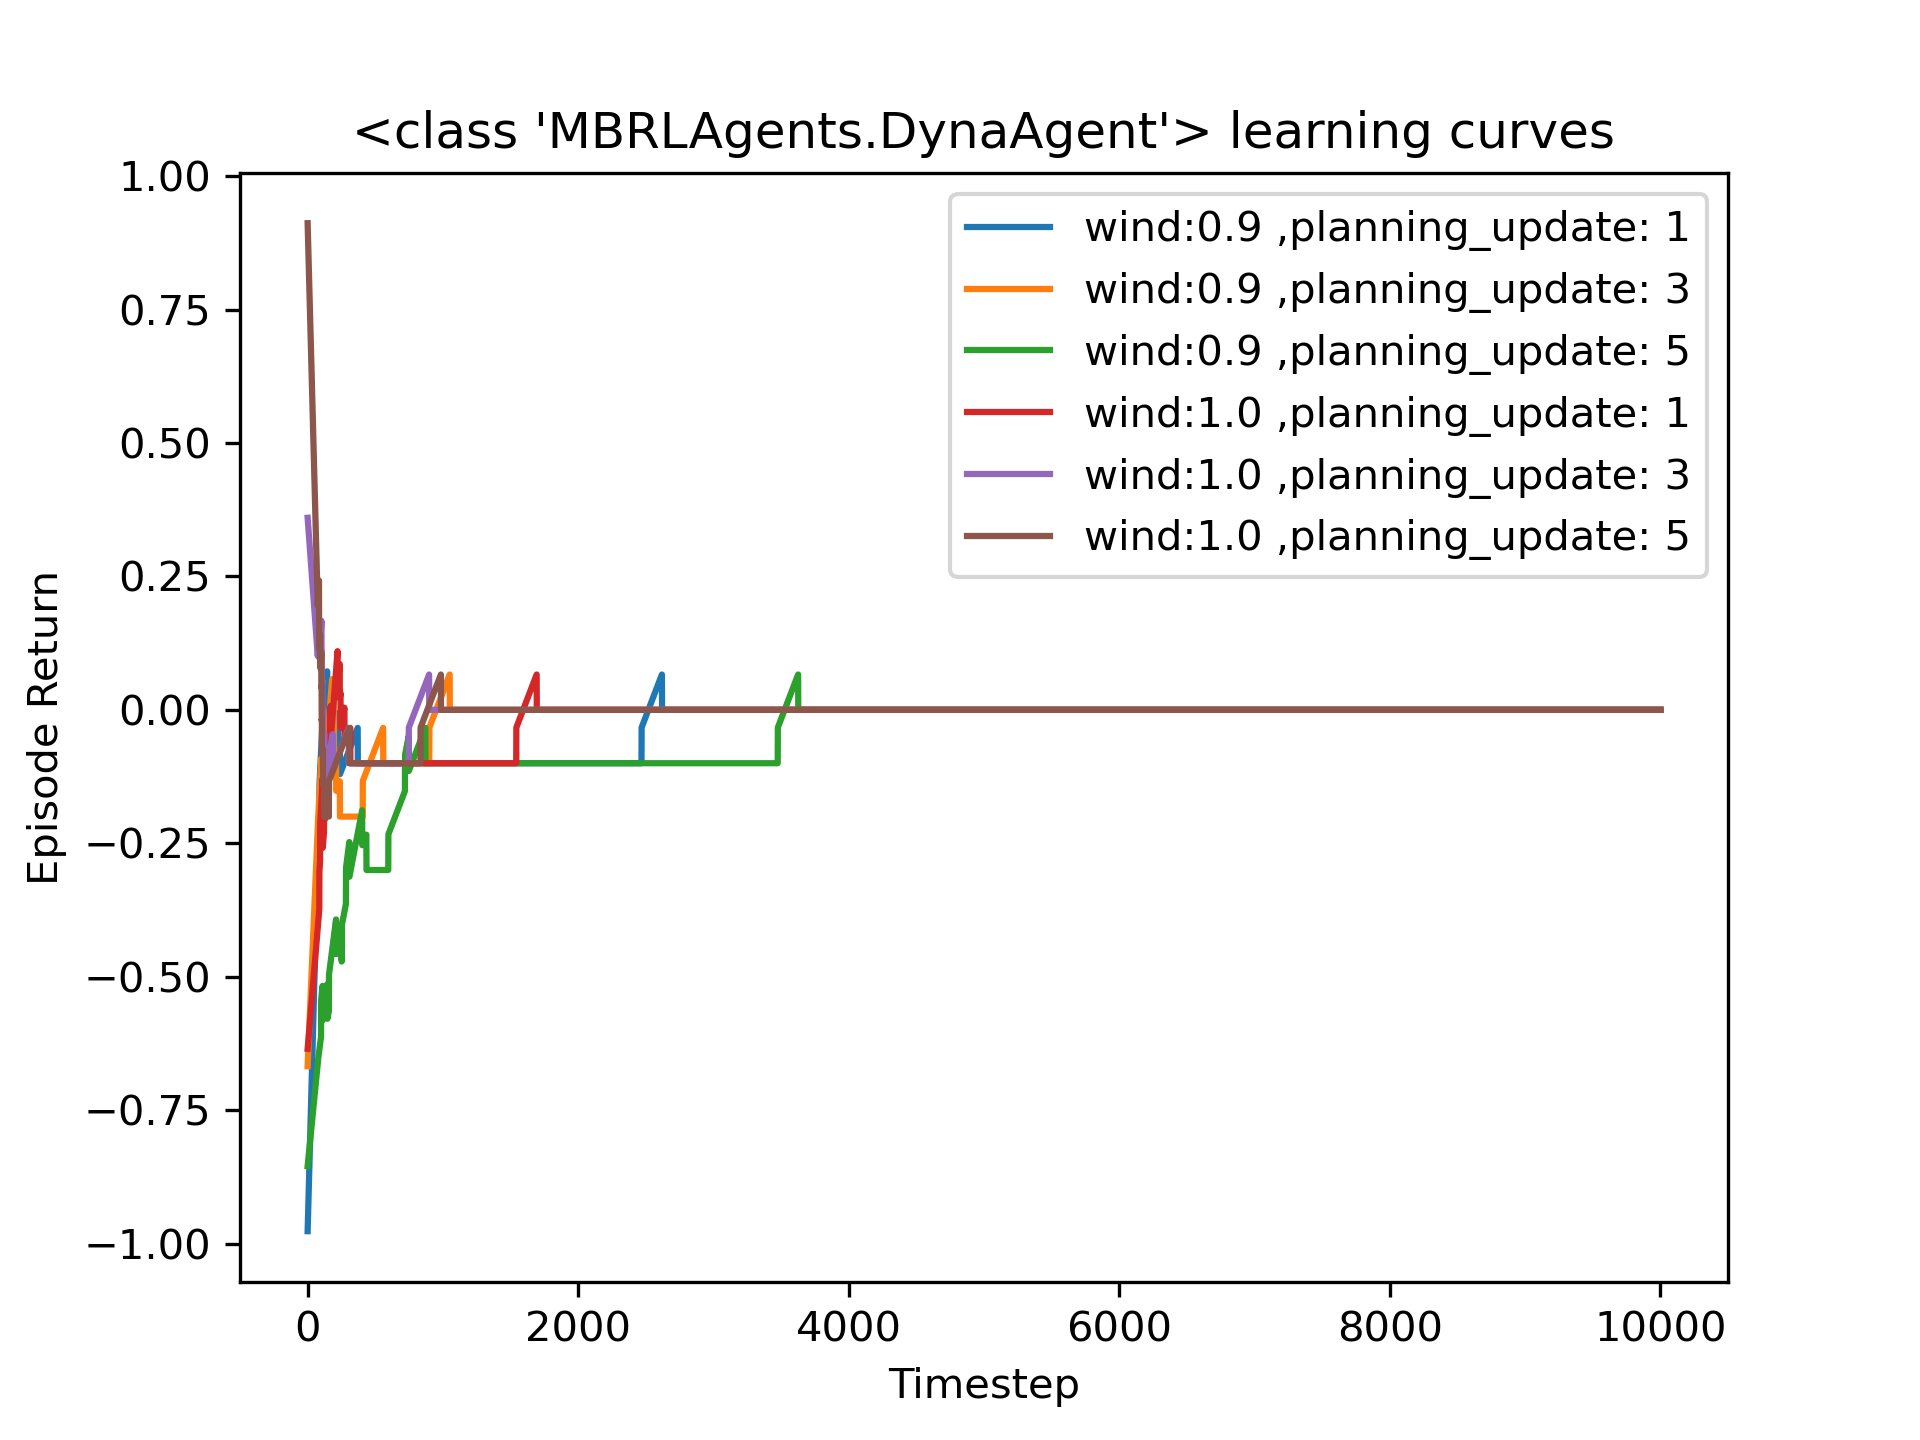 <class 'MBRLAgents.DynaAgent'> learning curves
wind:0.9 ,planning_update: 1
wind:0.9 ,planning_update: 3
wind:0.9 ,planning_update: 5
wind:1.0 ,planning_update: 1
wind:1.0 ,planning_update: 3
wind:1.0 ,planning_update: 5
Episode Return
1.00
0.75
0.50
0.25
0.00
−0.25
−0.50
−0.75
−1.00
0 2000 4000 6000 8000 10000
Timestep